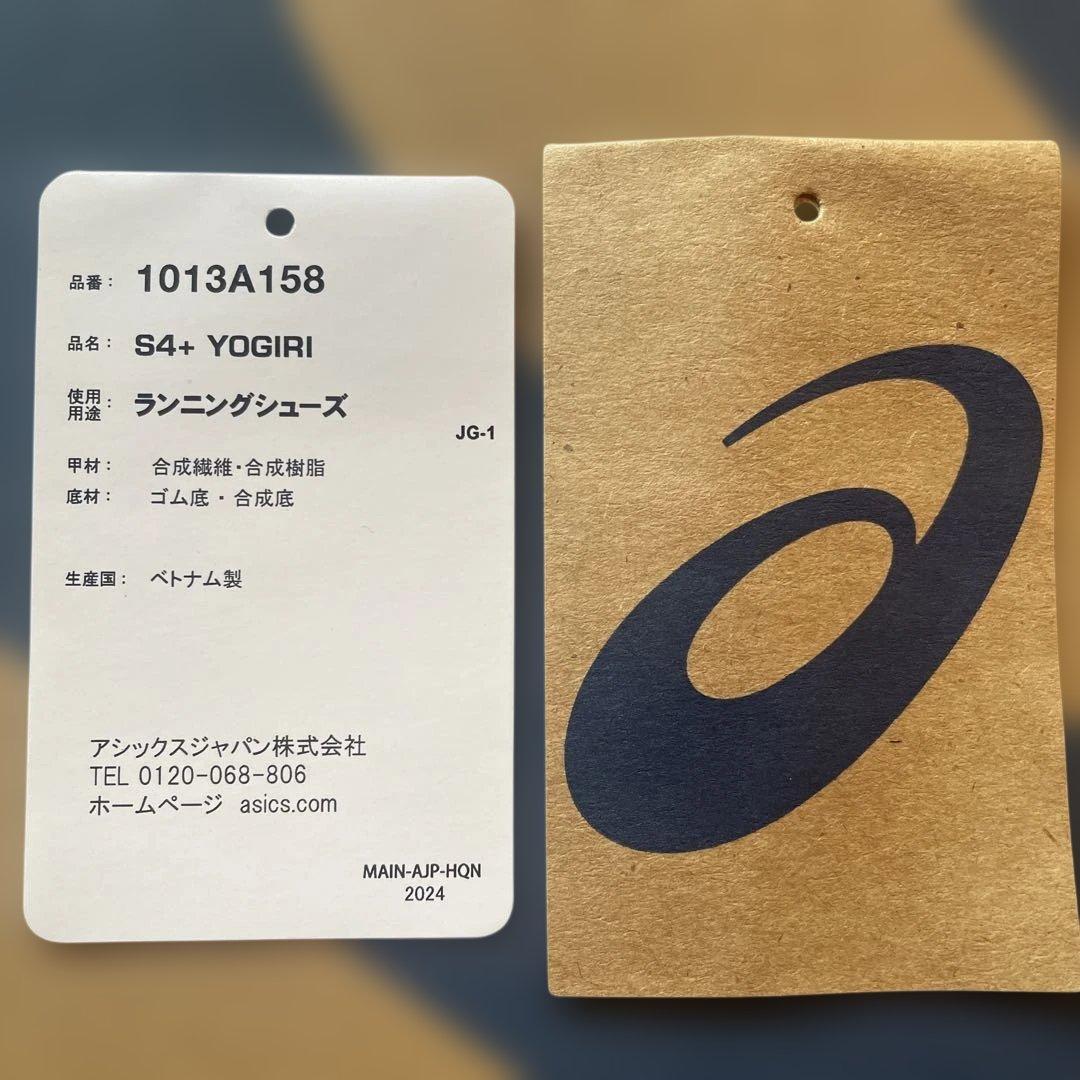 品番： 1013A158
品名： S4+ YOGIRI
使用
用途： ランニングシューズ
JG-1
甲材： 合成繊維・合成樹脂
底材： ゴム底・合成底
生産国： ベトナム製
アシックスジャパン株式会社
TEL 0120-068-806
ホームページ asics.com
MAIN-AJP-HQN
2024